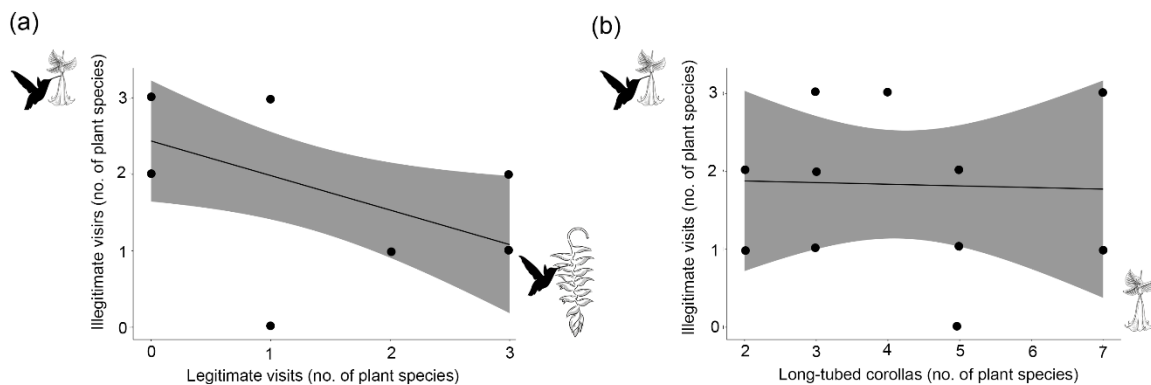 (a)
Illegitimate visirs (no. of plant species)
3
2
1
0
0 1 2 3
Legitimate visits (no. of plant species)
(b)
Illegitimate visits (no. of plant species)
3
2
1
0
2 3 4 5 6 7
Long-tubed corollas (no. of plant species)